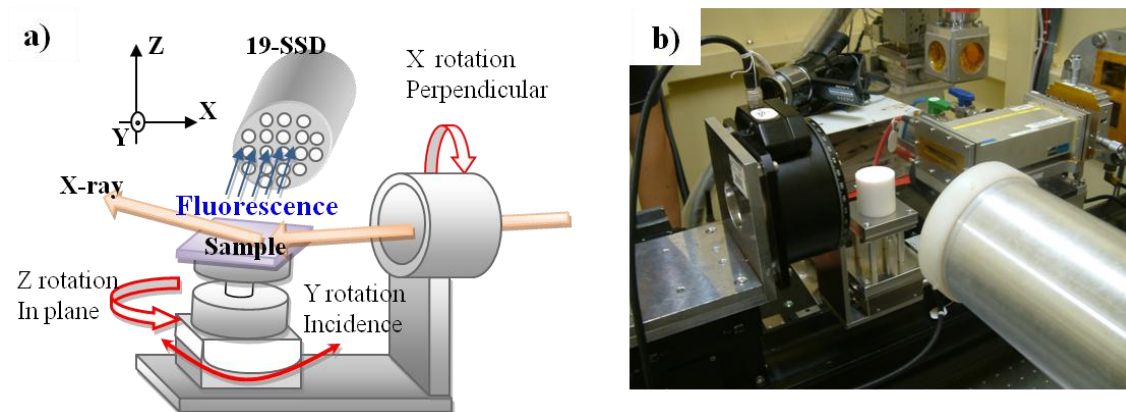 a)
Z
X
Y
19-SSD
X rotation
Perpendicular
X-ray
Fluorescence
Sample
Z rotation
In plane
Y rotation
Incidence
b)